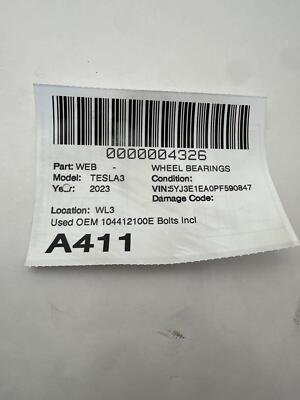 0000004326
Part: WEB - WHEEL BEARINGS
Model: TESLA3 Condition:
Year: 2023 VIN:5YJ3E1EA0PF590847
Damage Code:
Location: WL3
Used OEM 104412100E Bolts Incl
A411